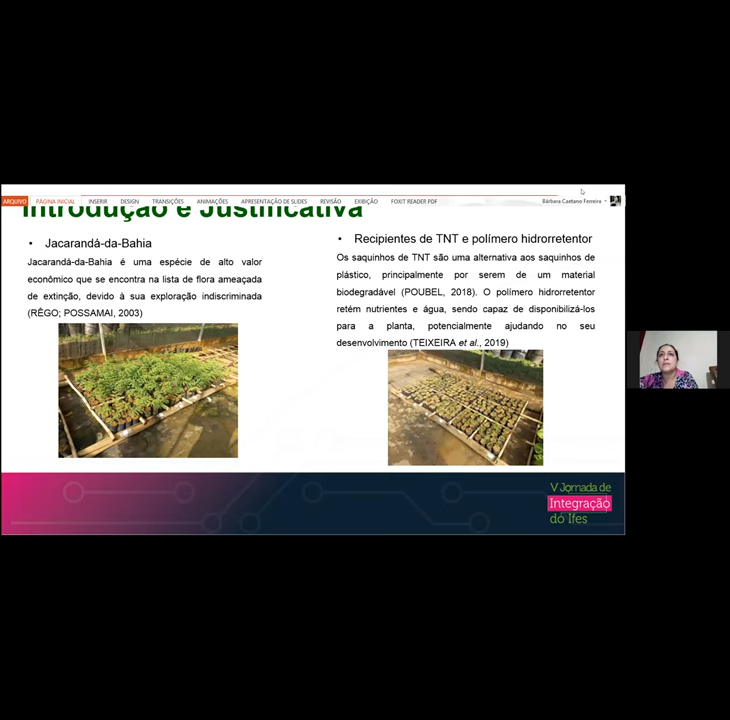 ARQUIVO PÁGINA INICIAL INSERIR DESIGN TRANSIÇÕES ANIMAÇÕES APRESENTAÇÃO DE SLIDES REVISÃO EXIBIÇÃO FOXIT READER PDF Bárbara Caetano Ferreira
Introdução e Justificativa
• Jacarandá-da-Bahia
Jacarandá-da-Bahia é uma espécie de alto valor
econômico que se encontra na lista de flora ameaçada
de extinção, devido à sua exploração indiscriminada
(RÊGO; POSSAMAI, 2003)
• Recipientes de TNT e polímero hidrorretentor
Os saquinhos de TNT são uma alternativa aos saquinhos de
plástico, principalmente por serem de um material
biodegradável (POUBEL, 2018). O polímero hidrorretentor
retém nutrientes e água, sendo capaz de disponibilizá-los
para a planta, potencialmente ajudando no seu
desenvolvimento (TEIXEIRA et al., 2019)
V Jornada de
Integração
do Ifes